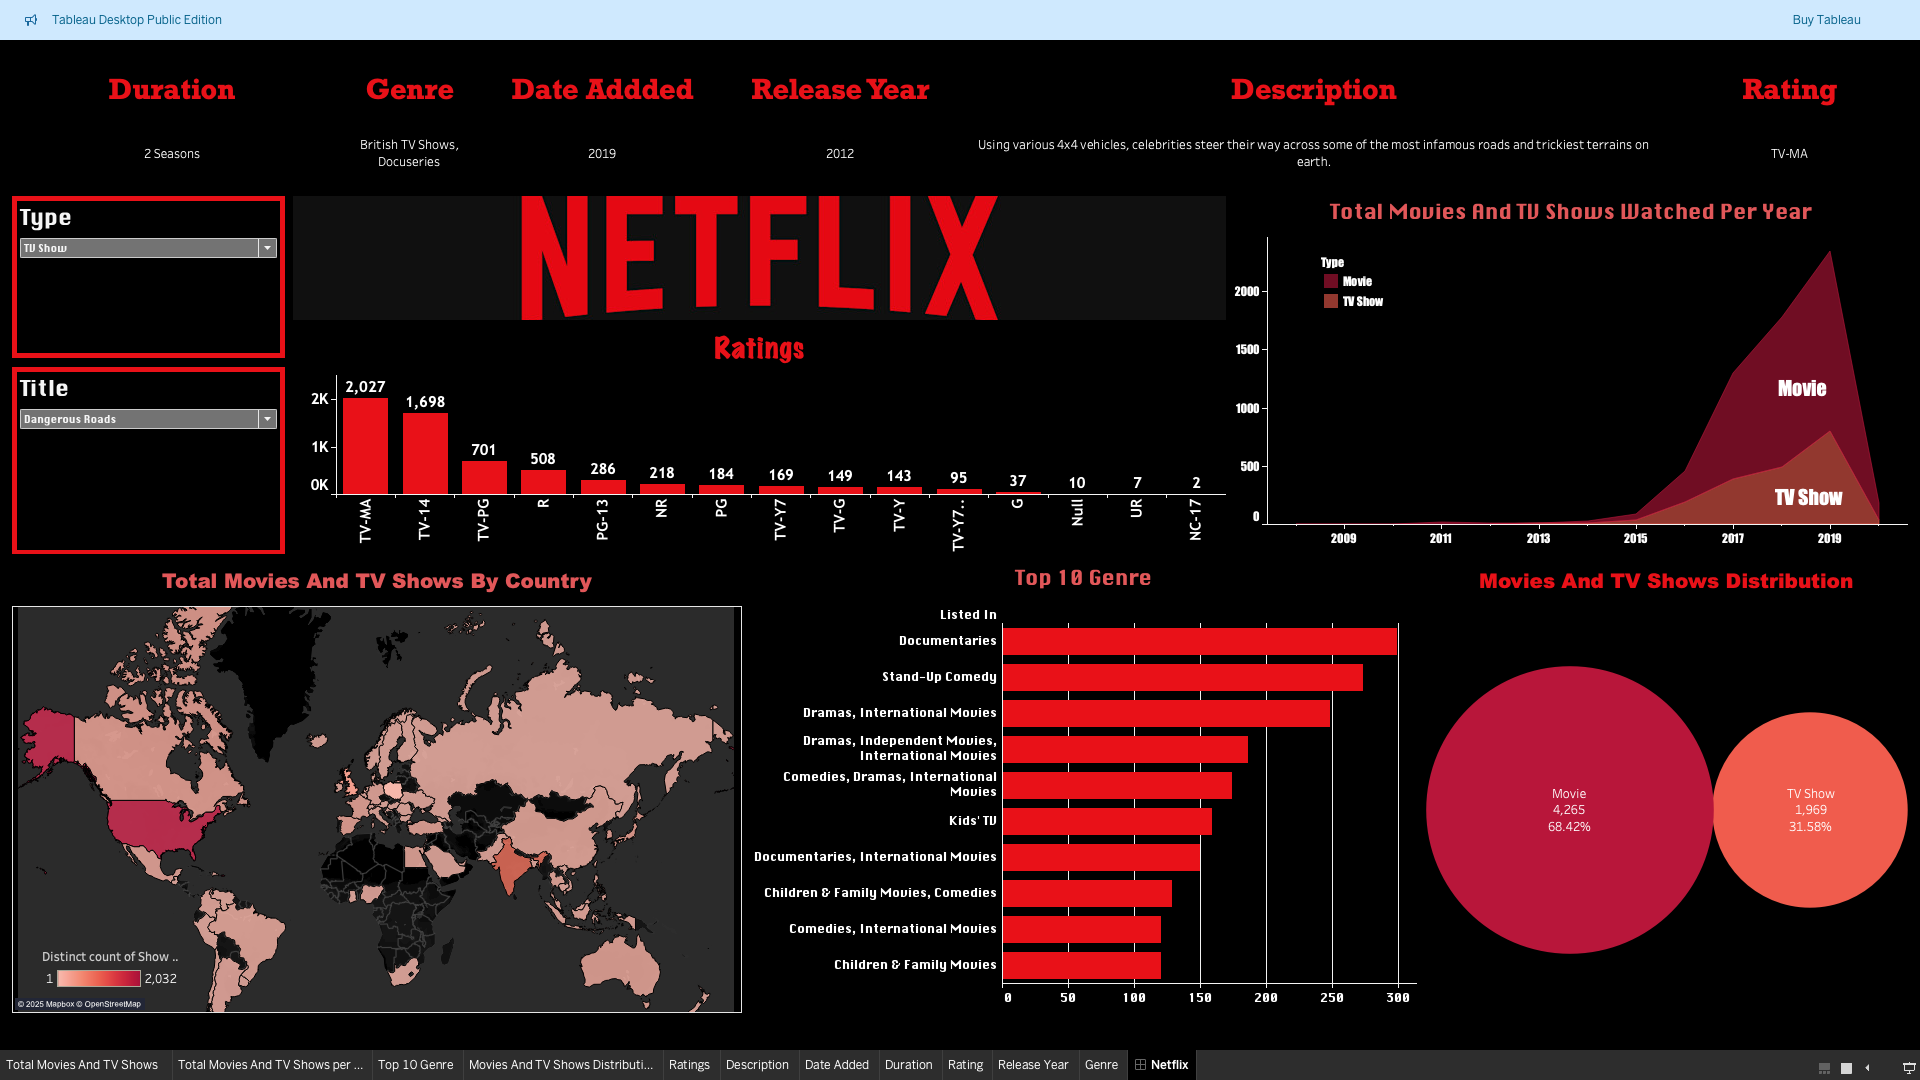 Tableau Desktop Public Edition
Buy Tableau
Duration
Genre
Date Addded
Release Year
Description
Rating
2 Seasons
British TV Shows,
Docuseries
2019
2012
Using various 4x4 vehicles, celebrities steer their way across some of the most infamous roads and trickiest terrains on
earth.
TV-MA
Type
TV Show
Title
Dangerous Roads
NETFLIX
Ratings
2K
1K
0K
2,027
1,698
701
508
286
218
184
169
149
143
95
37
10
7
2
TV-MA
TV-14
TV-PG
R
PG-13
NR
PG
TV-Y7
TV-G
TV-Y
TV-Y7..
G
Null
UR
NC-17
Total Movies And TV Shows Watched Per Year
Type
Movie
TV Show
2000
1500
1000
500
0
Movie
TV Show
2009
2011
2013
2015
2017
2019
Total Movies And TV Shows By Country
Distinct count of Show ..
1
2,032
© 2025 Mapbox © OpenStreetMap
Top 10 Genre
Listed In
Documentaries
Stand-Up Comedy
Dramas, International Movies
Dramas, Independent Movies,
International Movies
Comedies, Dramas, International
Movies
Kids' TV
Documentaries, International Movies
Children & Family Movies, Comedies
Comedies, International Movies
Children & Family Movies
0
50
100
150
200
250
300
Movies And TV Shows Distribution
Movie
4,265
68.42%
TV Show
1,969
31.58%
Total Movies And TV Shows
Total Movies And TV Shows per ...
Top 10 Genre
Movies And TV Shows Distributi...
Ratings
Description
Date Added
Duration
Rating
Release Year
Genre
Netflix